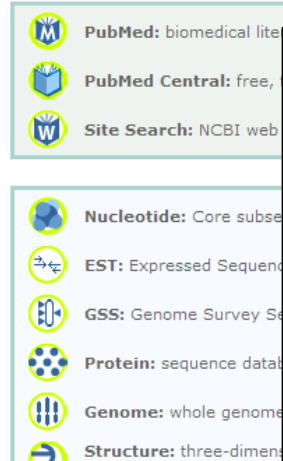 PubMed: biomedical lite
PubMed Central: free,
Site Search: NCBI web
Nucleotide: Core subse
EST: Expressed Sequenc
GSS: Genome Survey Se
Protein: sequence datab
Genome: whole genome
Structure: three-dimens